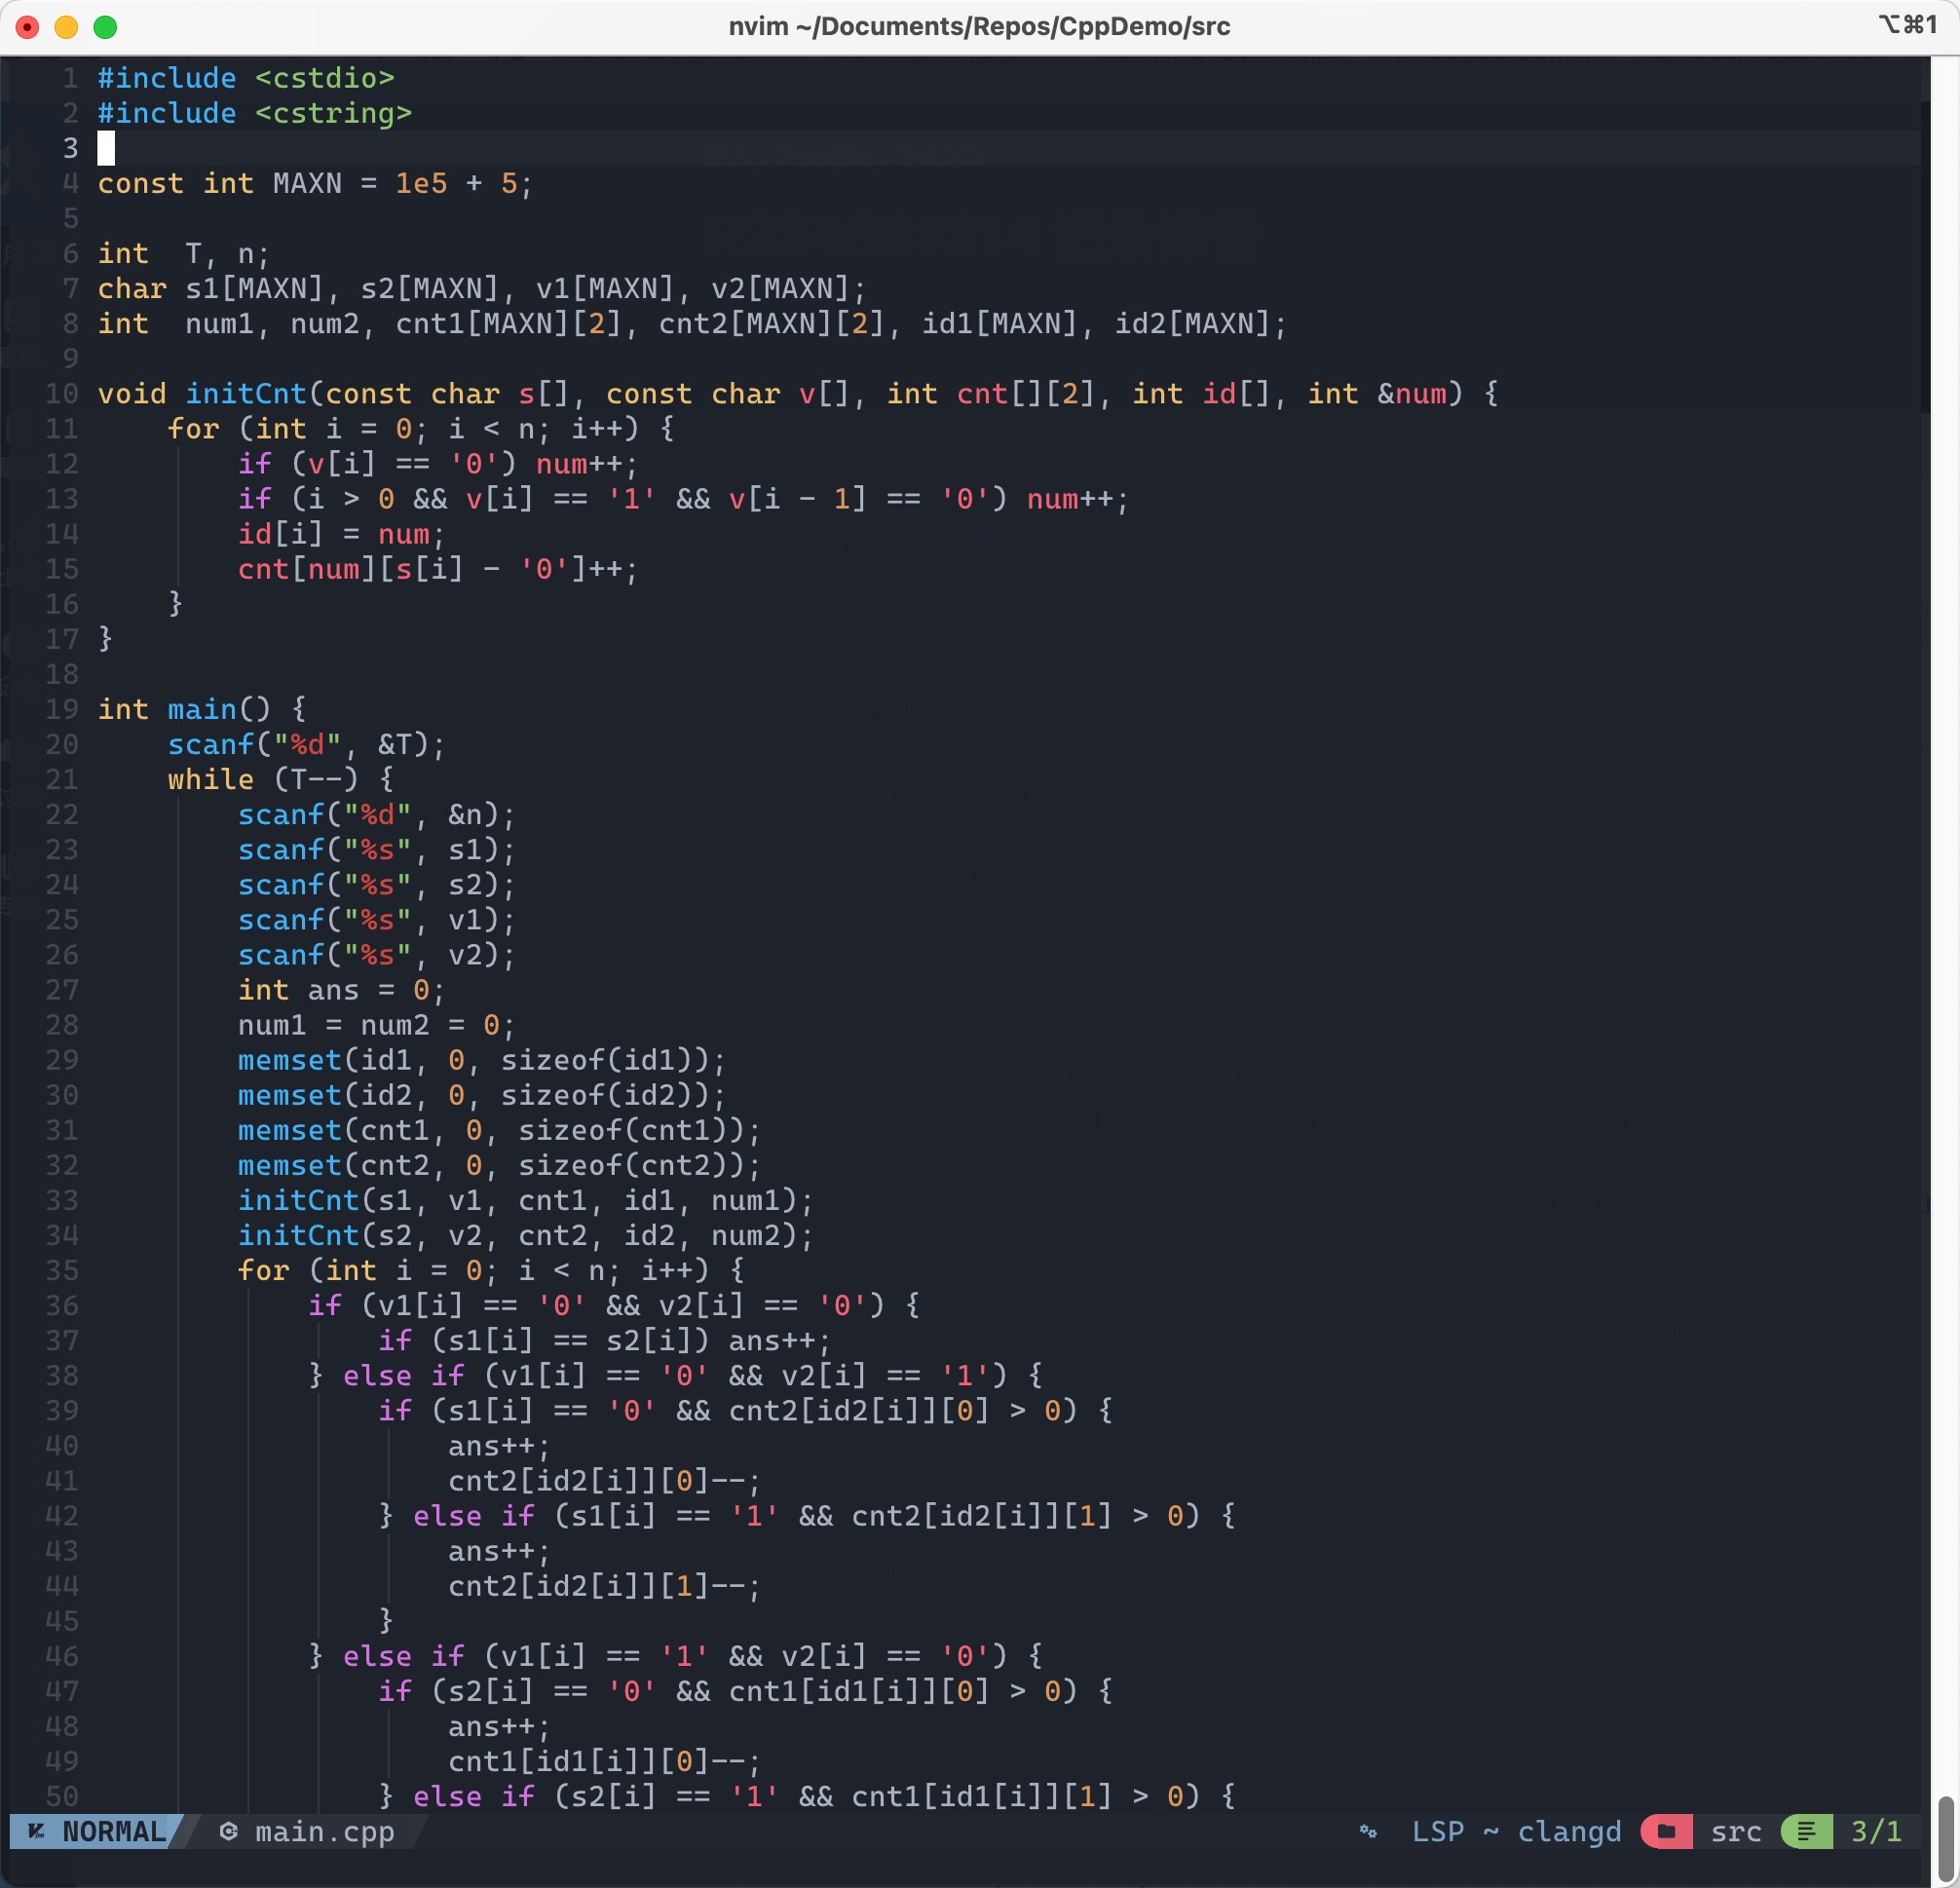 nvim ~/Documents/Repos/CppDemo/src ⌥⌘1
1 #include <cstdio>
2 #include <cstring>
3
4 const int MAXN = 1e5 + 5;
5
6 int  T, n;
7 char s1[MAXN], s2[MAXN], v1[MAXN], v2[MAXN];
8 int  num1, num2, cnt1[MAXN][2], cnt2[MAXN][2], id1[MAXN], id2[MAXN];
9
10 void initCnt(const char s[], const char v[], int cnt[][2], int id[], int &num) {
11     for (int i = 0; i < n; i++) {
12         if (v[i] == '0') num++;
13         if (i > 0 && v[i] == '1' && v[i - 1] == '0') num++;
14         id[i] = num;
15         cnt[num][s[i] - '0']++;
16     }
17 }
18
19 int main() {
20     scanf("%d", &T);
21     while (T--) {
22         scanf("%d", &n);
23         scanf("%s", s1);
24         scanf("%s", s2);
25         scanf("%s", v1);
26         scanf("%s", v2);
27         int ans = 0;
28         num1 = num2 = 0;
29         memset(id1, 0, sizeof(id1));
30         memset(id2, 0, sizeof(id2));
31         memset(cnt1, 0, sizeof(cnt1));
32         memset(cnt2, 0, sizeof(cnt2));
33         initCnt(s1, v1, cnt1, id1, num1);
34         initCnt(s2, v2, cnt2, id2, num2);
35         for (int i = 0; i < n; i++) {
36             if (v1[i] == '0' && v2[i] == '0') {
37                 if (s1[i] == s2[i]) ans++;
38             } else if (v1[i] == '0' && v2[i] == '1') {
39                 if (s1[i] == '0' && cnt2[id2[i]][0] > 0) {
40                     ans++;
41                     cnt2[id2[i]][0]--;
42                 } else if (s1[i] == '1' && cnt2[id2[i]][1] > 0) {
43                     ans++;
44                     cnt2[id2[i]][1]--;
45                 }
46             } else if (v1[i] == '1' && v2[i] == '0') {
47                 if (s2[i] == '0' && cnt1[id1[i]][0] > 0) {
48                     ans++;
49                     cnt1[id1[i]][0]--;
50                 } else if (s2[i] == '1' && cnt1[id1[i]][1] > 0) {
NORMAL main.cpp LSP ~ clangd src 3/1